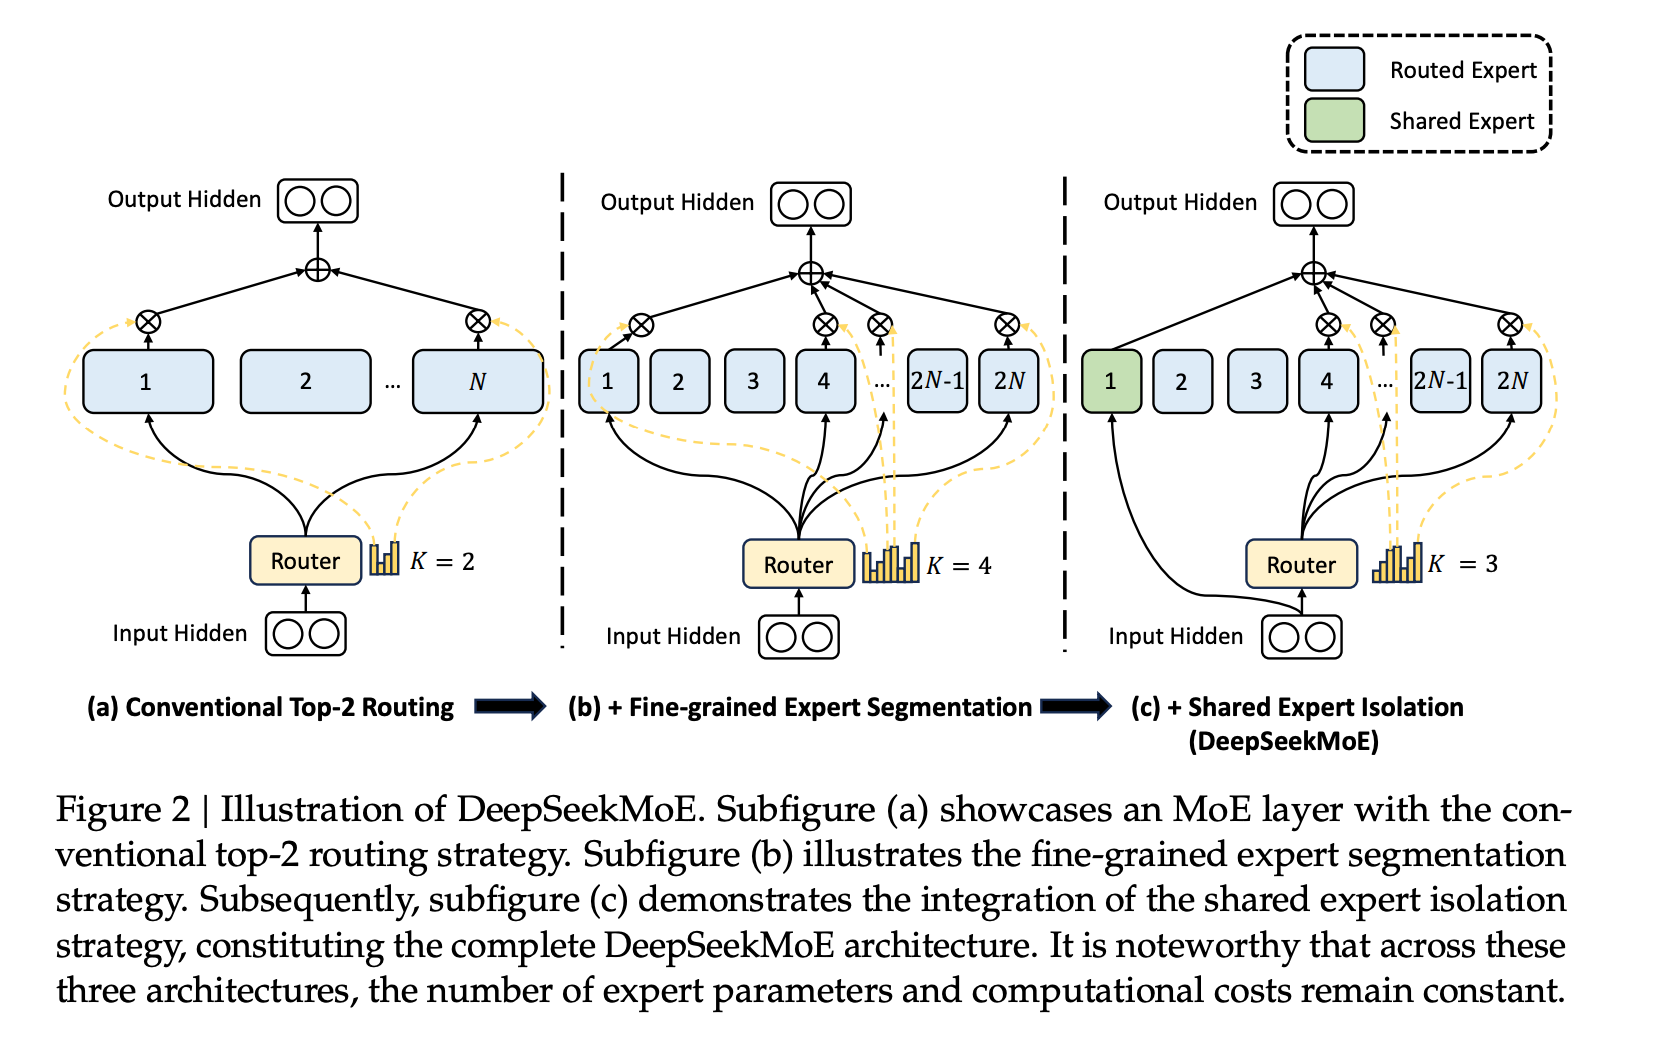 Routed Expert
Shared Expert
Output Hidden
1
2
...
N
Router
K = 2
Input Hidden
(a) Conventional Top-2 Routing
Output Hidden
1
2
3
4
...
2N-1
2N
Router
K = 4
Input Hidden
(b) + Fine-grained Expert Segmentation
Output Hidden
1
2
3
4
...
2N-1
2N
Router
K = 3
Input Hidden
(c) + Shared Expert Isolation
(DeepSeekMoE)
Figure 2 | Illustration of DeepSeekMoE. Subfigure (a) showcases an MoE layer with the con-
ventional top-2 routing strategy. Subfigure (b) illustrates the fine-grained expert segmentation
strategy. Subsequently, subfigure (c) demonstrates the integration of the shared expert isolation
strategy, constituting the complete DeepSeekMoE architecture. It is noteworthy that across these
three architectures, the number of expert parameters and computational costs remain constant.